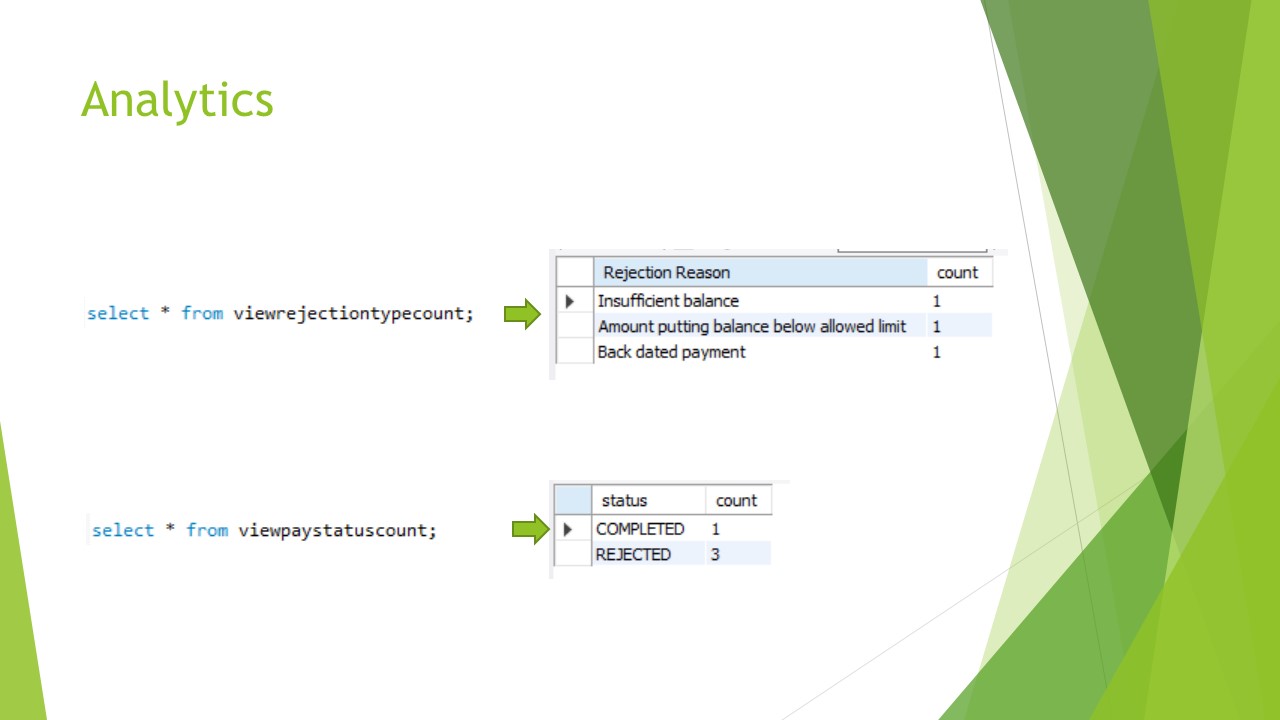 Analytics
select * from viewrejectiontypecount;
Rejection Reason count
Insufficient balance 1
Amount putting balance below allowed limit 1
Back dated payment 1
select * from viewpaystatuscount;
status count
COMPLETED 1
REJECTED 3